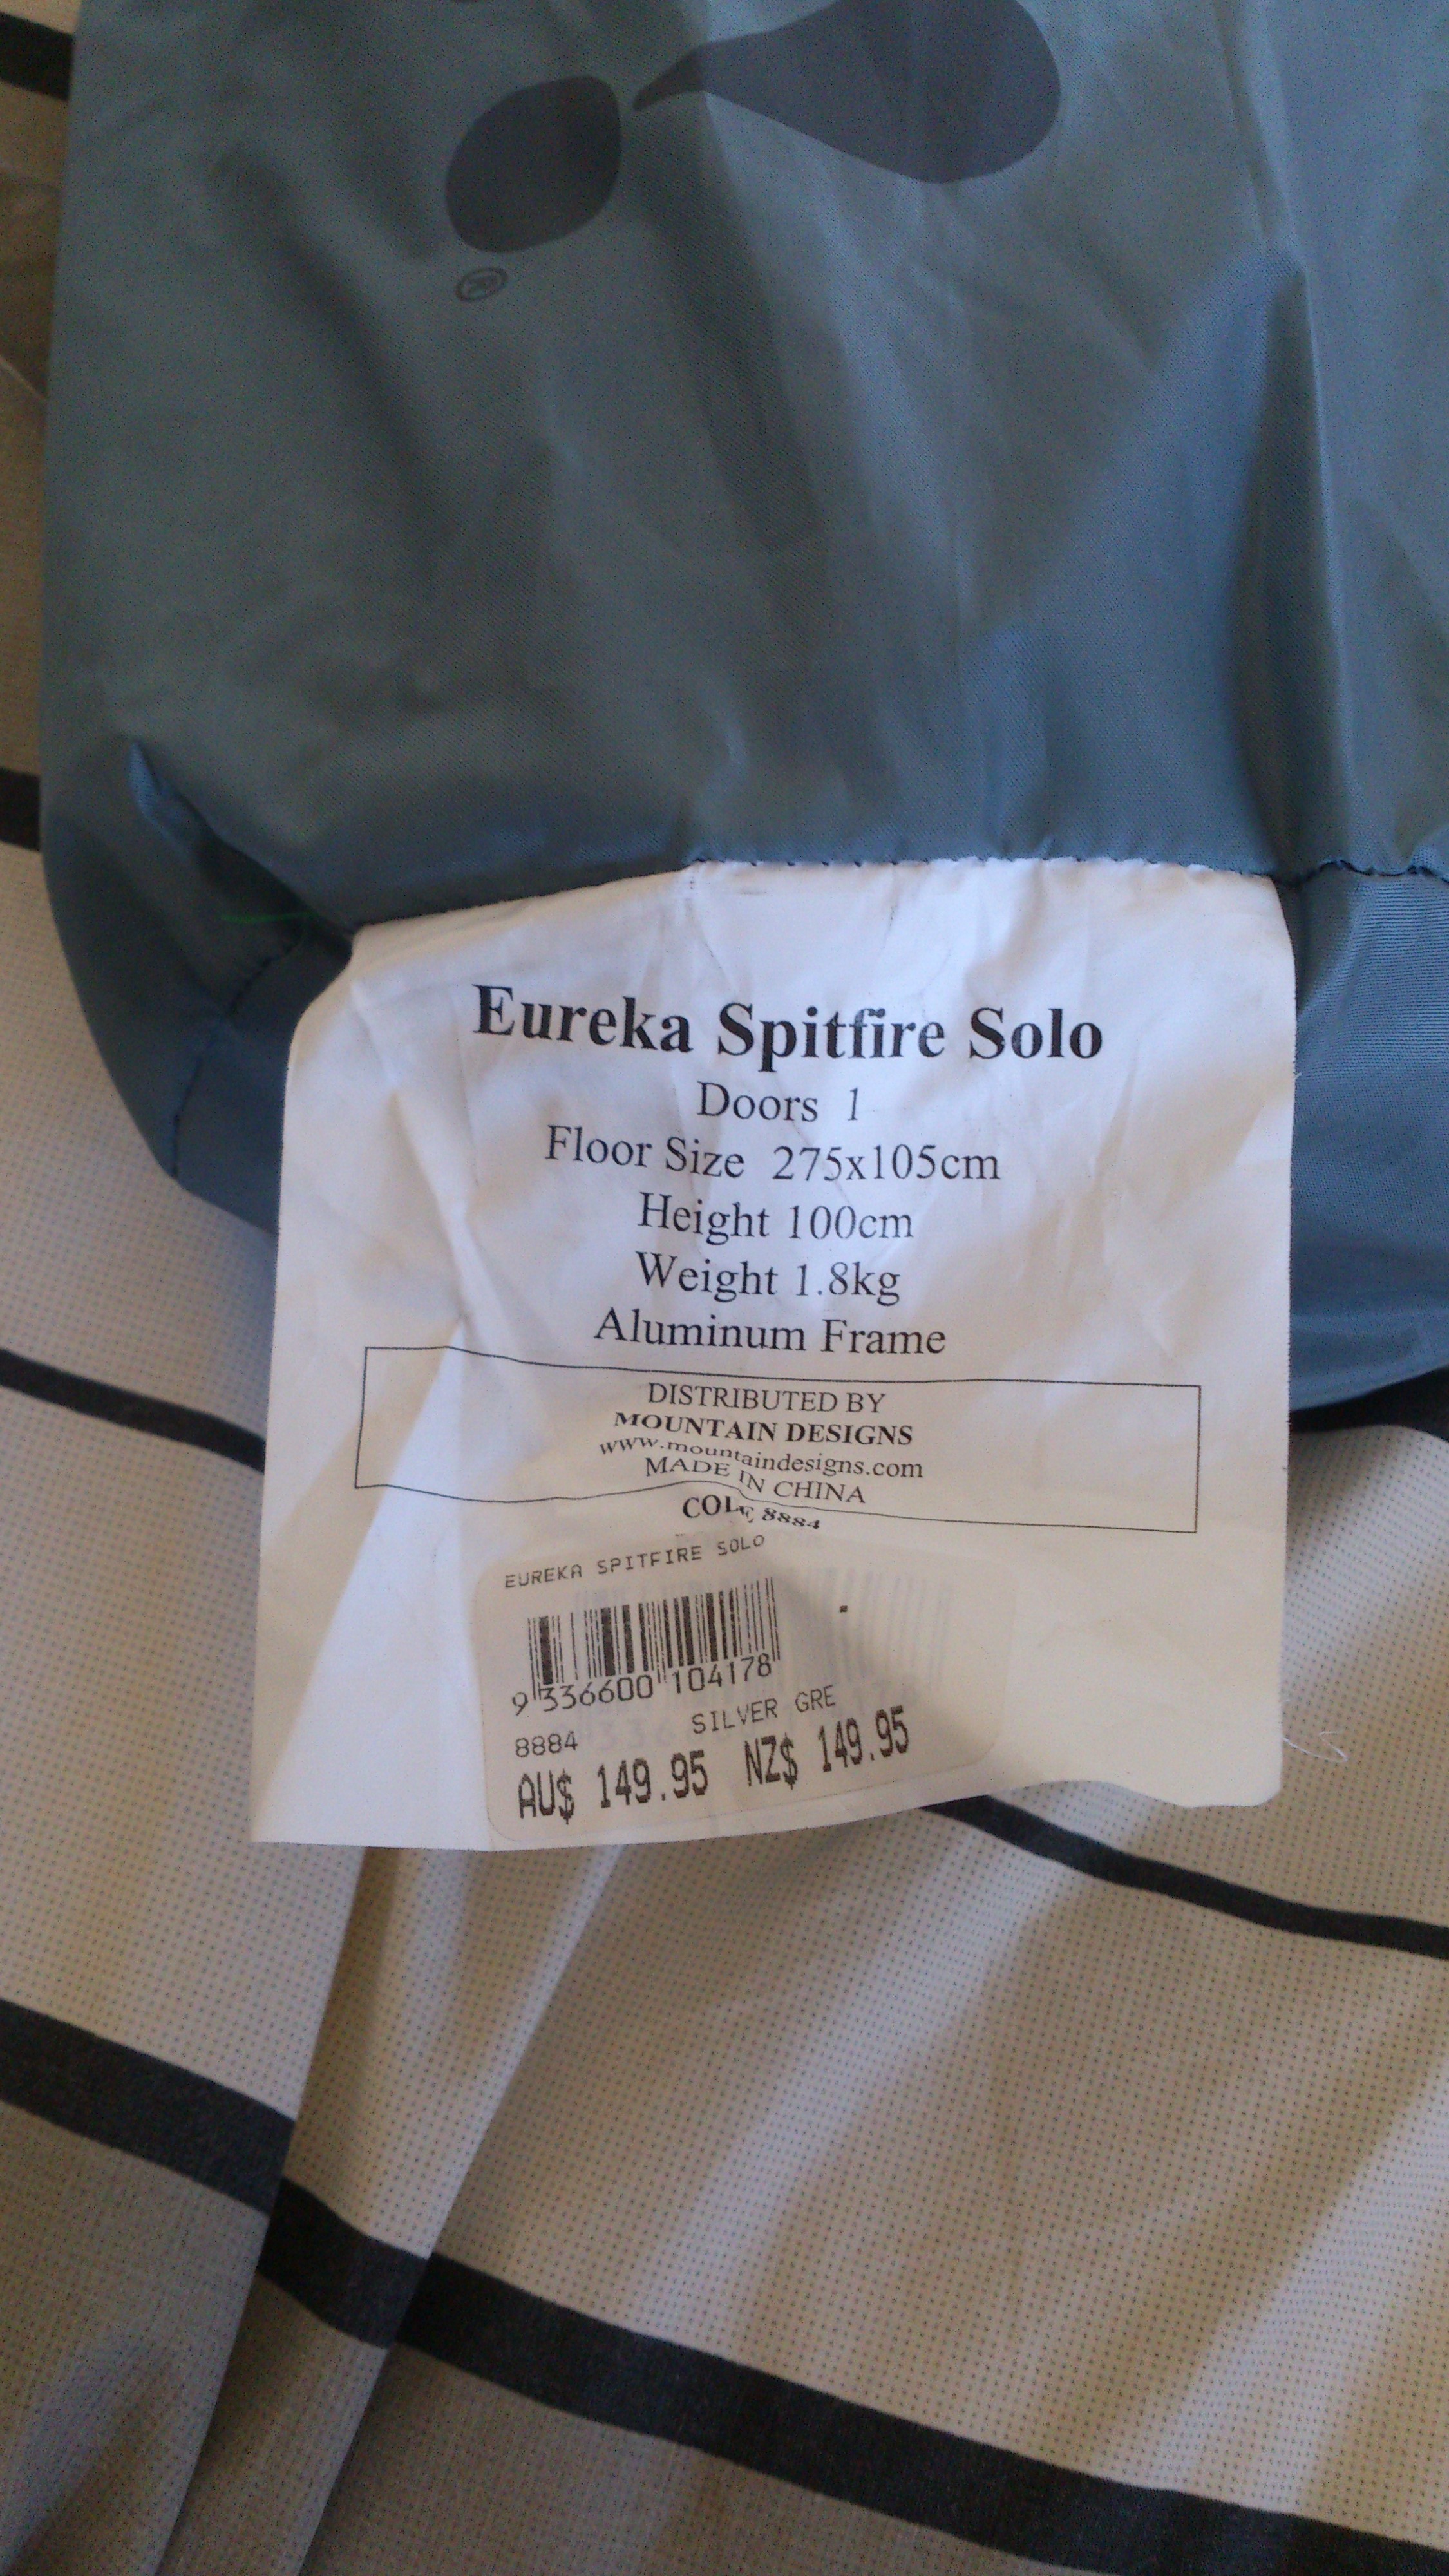 ®
Eureka Spitfire Solo
Doors 1
Floor Size 275x105cm
Height 100cm
Weight 1.8kg
Aluminum Frame
DISTRIBUTED BY
MOUNTAIN DESIGNS
www.mountaindesigns.com
MADE IN CHINA
8884
EUREKA SPITFIRE SOLO
9 336600 104178
8884 SILVER GRE
AU$ 149.95 NZ$ 149.95